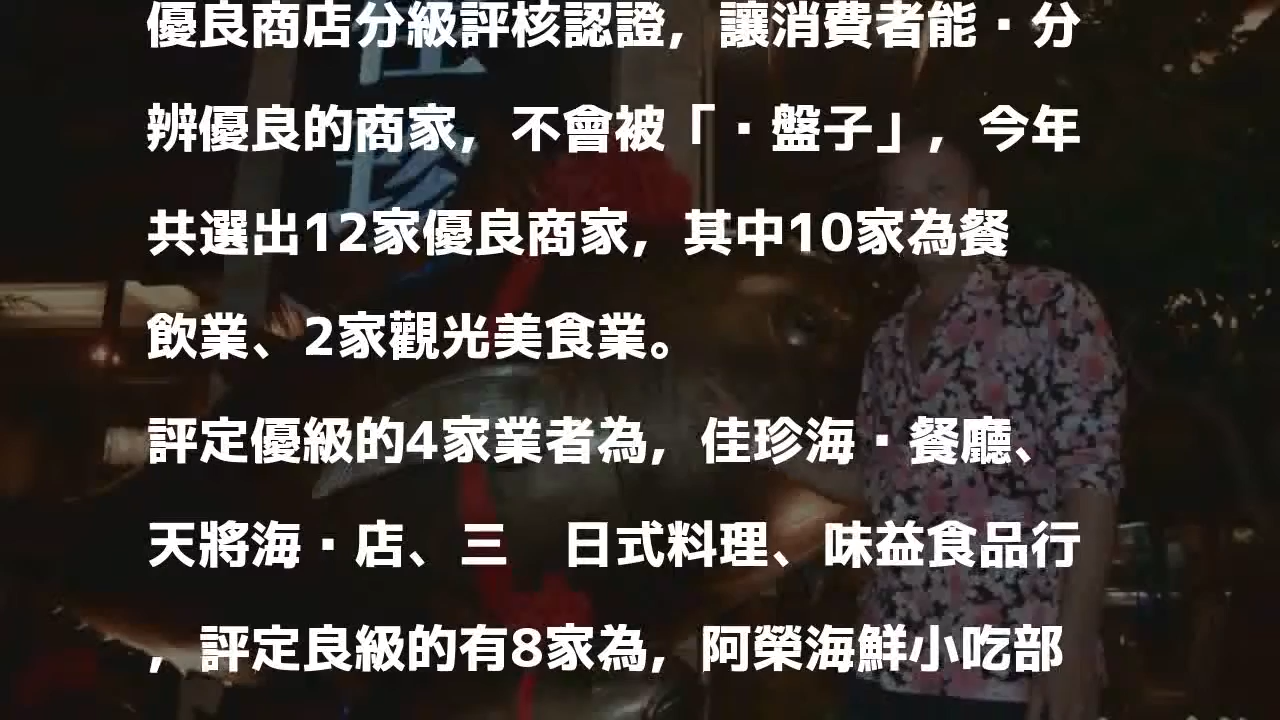 優良商店分級評核認證，讓消費者能·分
辨優良的商家，不會被「·盤子」，今年
共選出12家優良商家，其中10家為餐
飲業、2家觀光美食業。
評定優級的4家業者為，佳珍海·餐廳、
天將海·店、三　日式料理、味益食品行
，評定良級的有8家為，阿榮海鮮小吃部
佳
珍